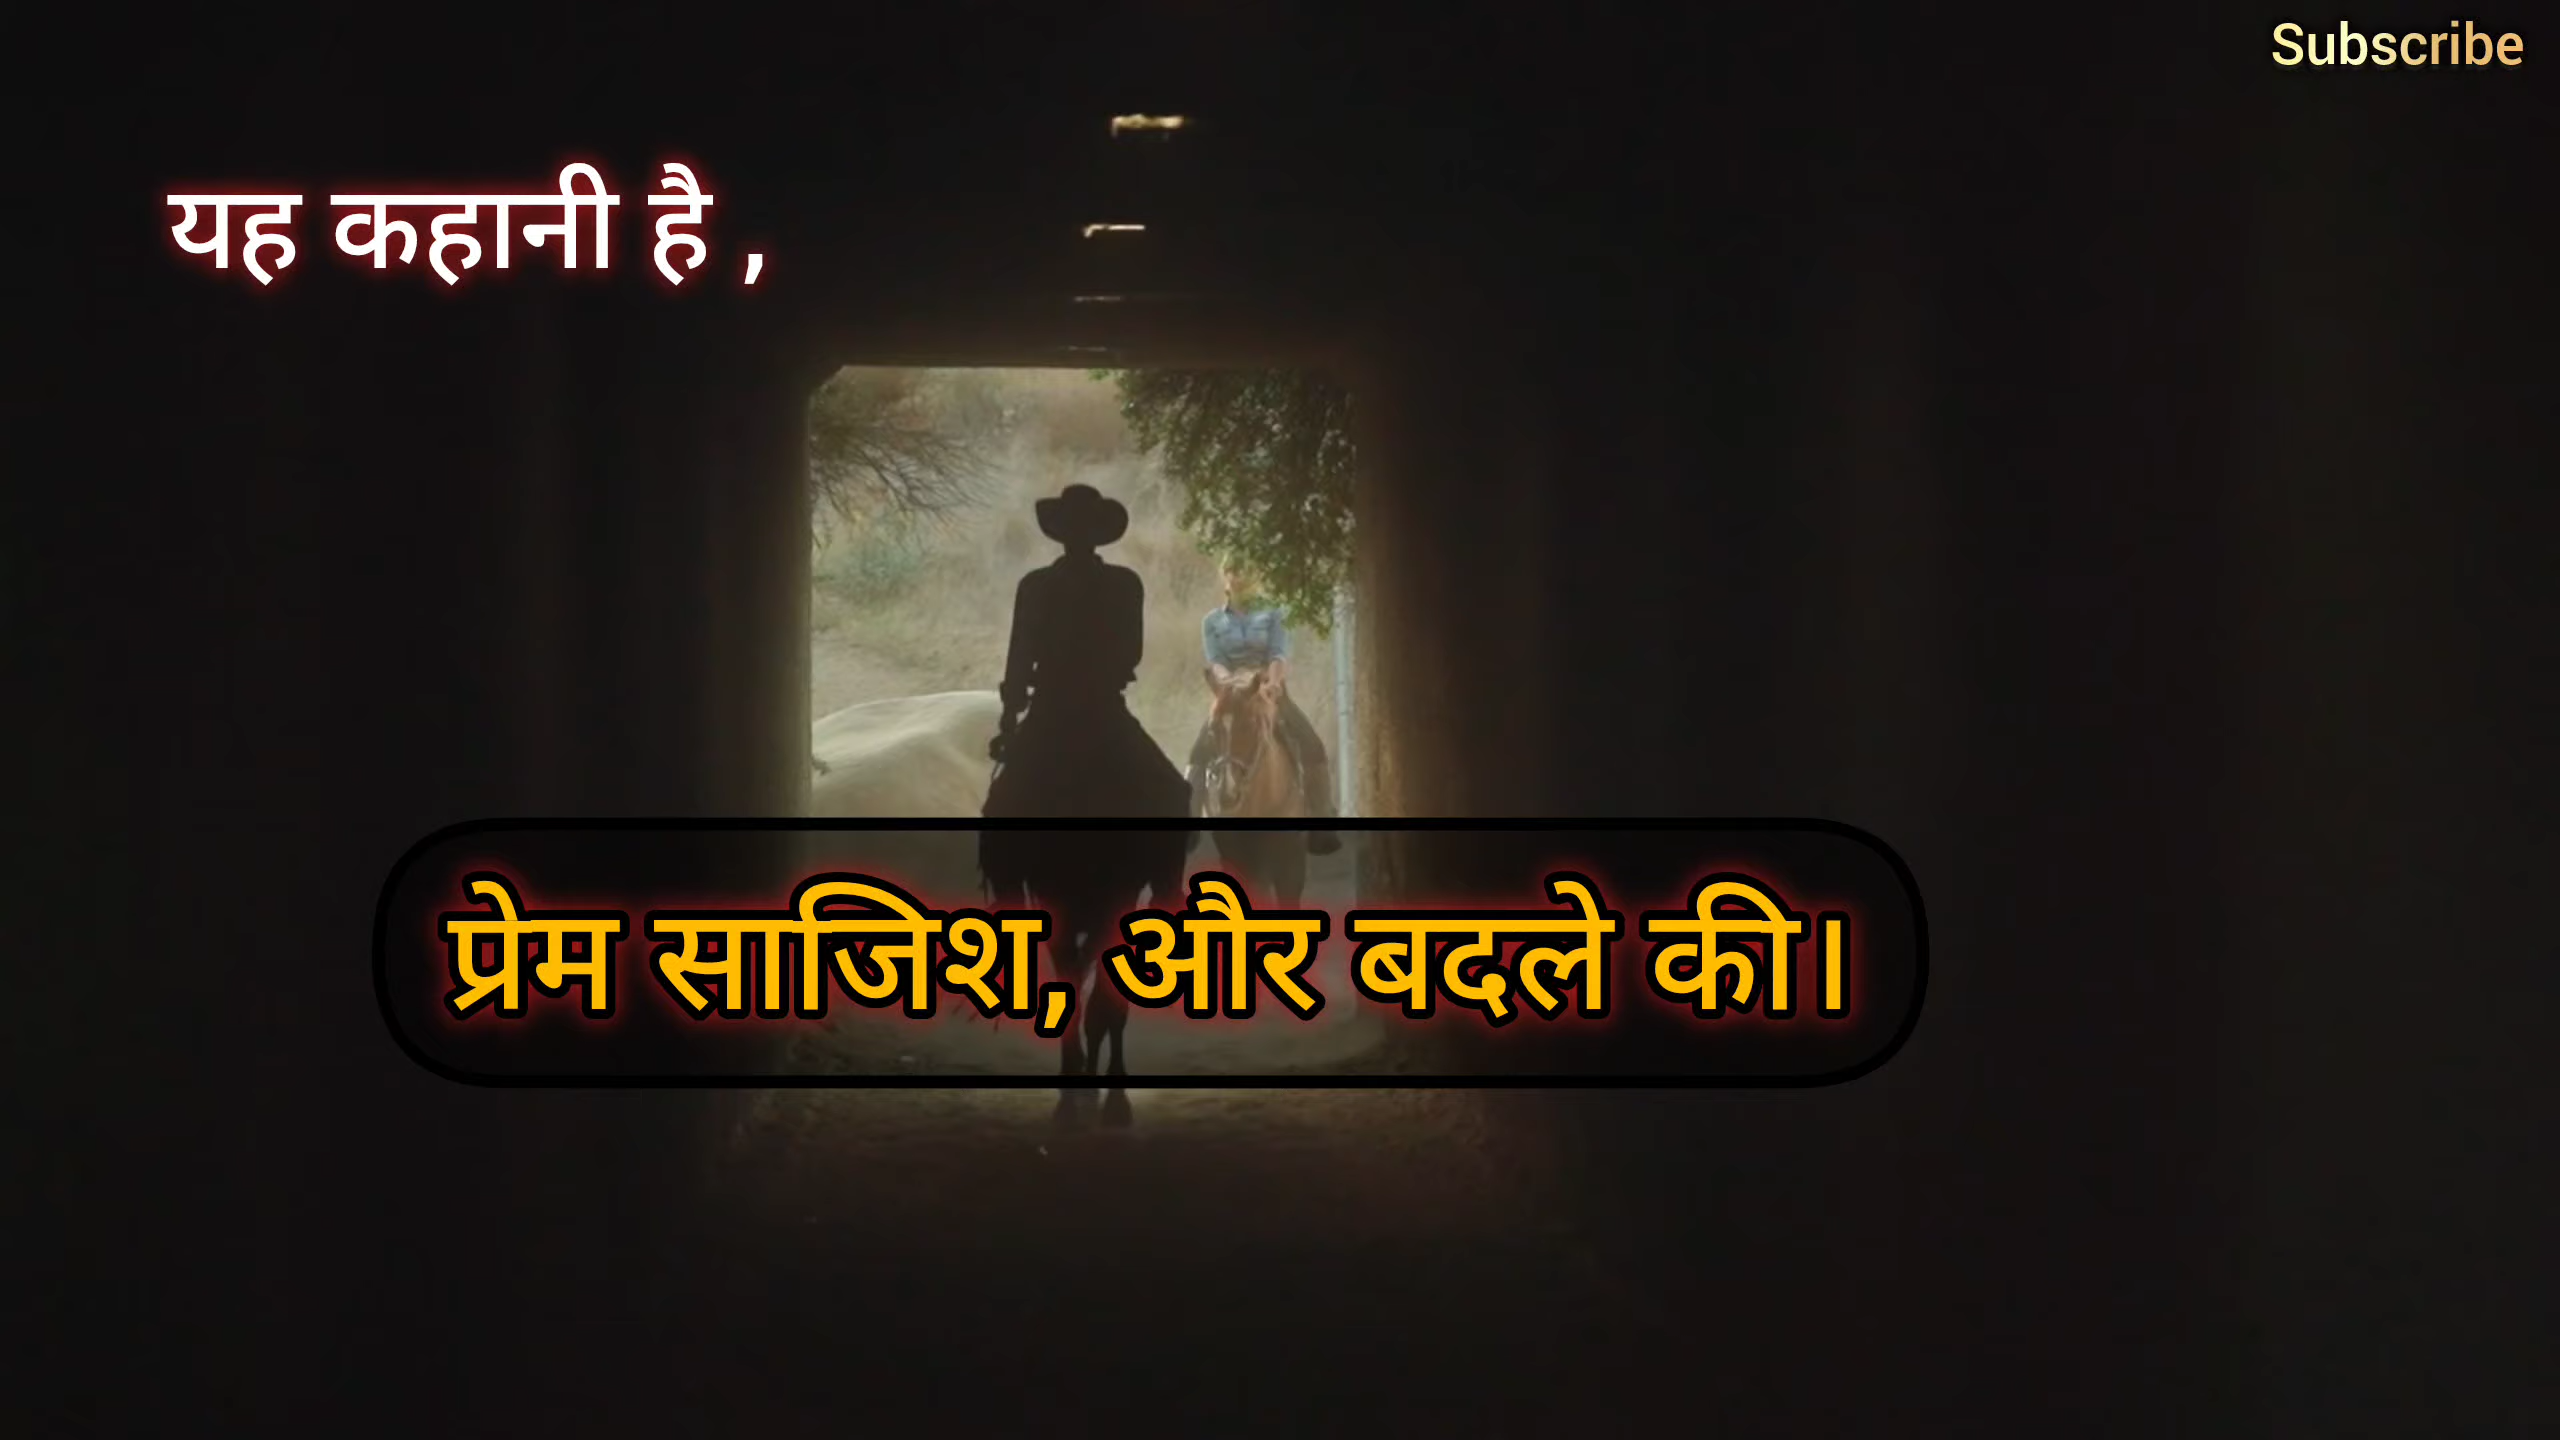 Subscribe
यह कहानी है ,
प्रेम साजिश, और बदले की।